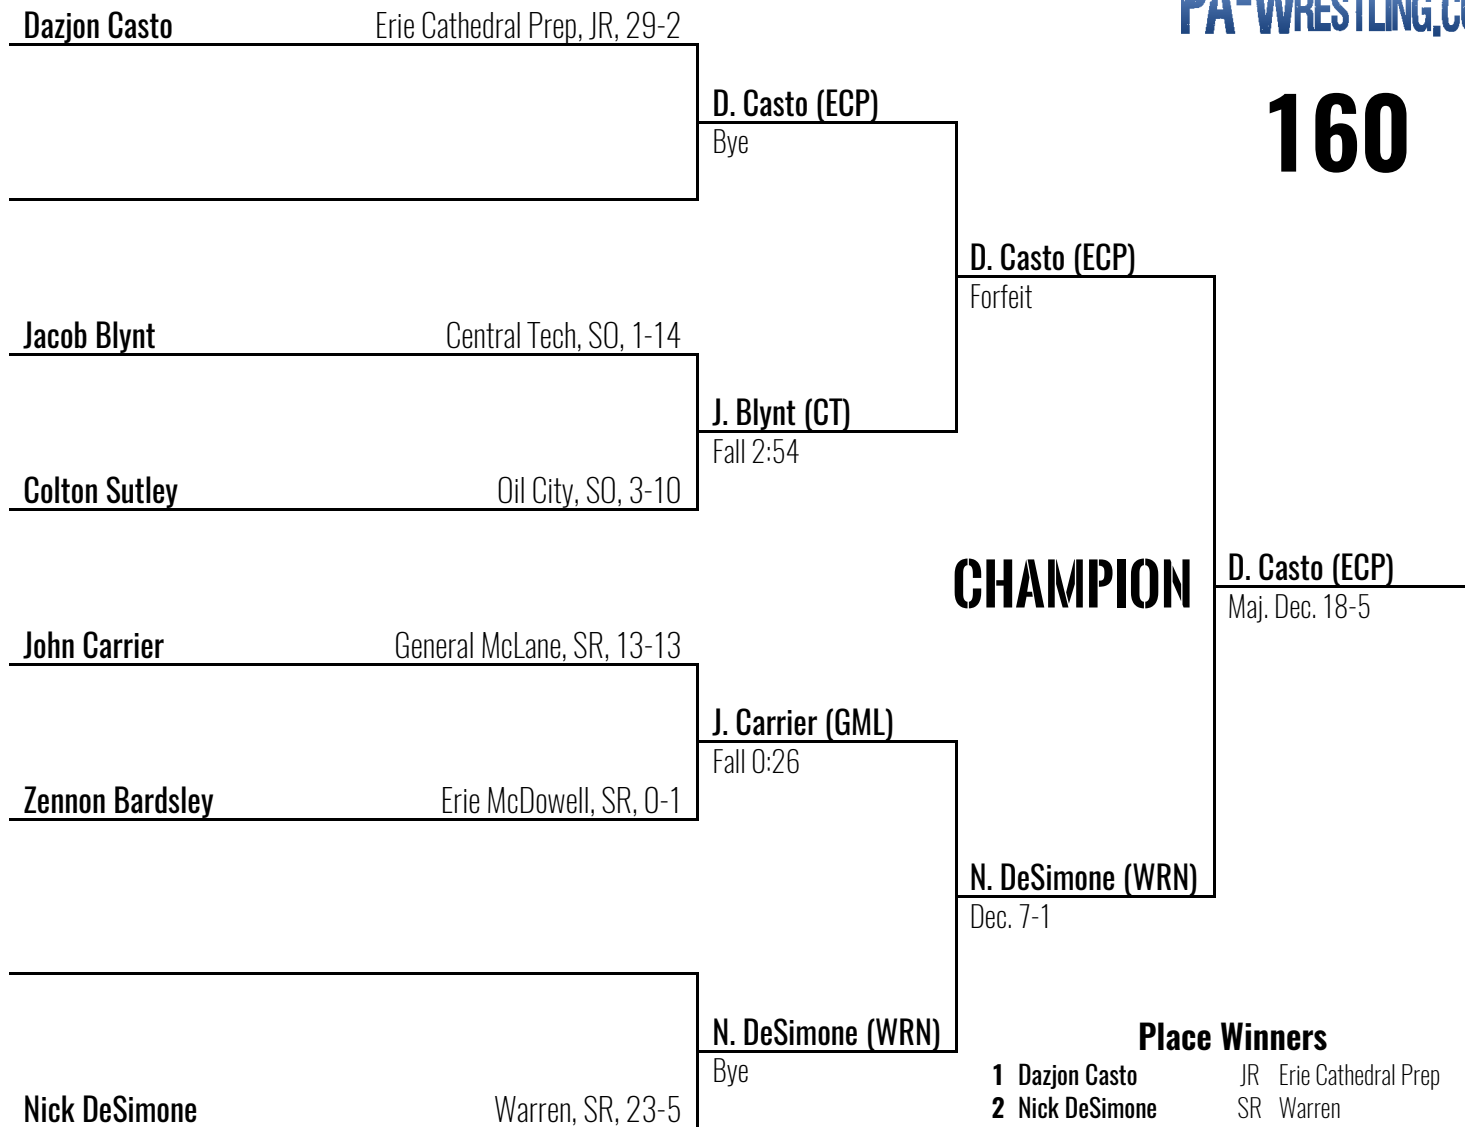 Dazjon Casto Erie Cathedral Prep, JR, 29-2
D. Casto (ECP)
Bye
160
D. Casto (ECP)
Forfeit
Jacob Blynt Central Tech, SO, 1-14
J. Blynt (CT)
Fall 2:54
Colton Sutley Oil City, SO, 3-10
CHAMPION
D. Casto (ECP)
Maj. Dec. 18-5
John Carrier General McLane, SR, 13-13
J. Carrier (GML)
Fall 0:26
Zennon Bardsley Erie McDowell, SR, 0-1
N. DeSimone (WRN)
Dec. 7-1
N. DeSimone (WRN)
Bye
Nick DeSimone Warren, SR, 23-5
Place Winners
1 Dazjon Casto JR Erie Cathedral Prep
2 Nick DeSimone SR Warren